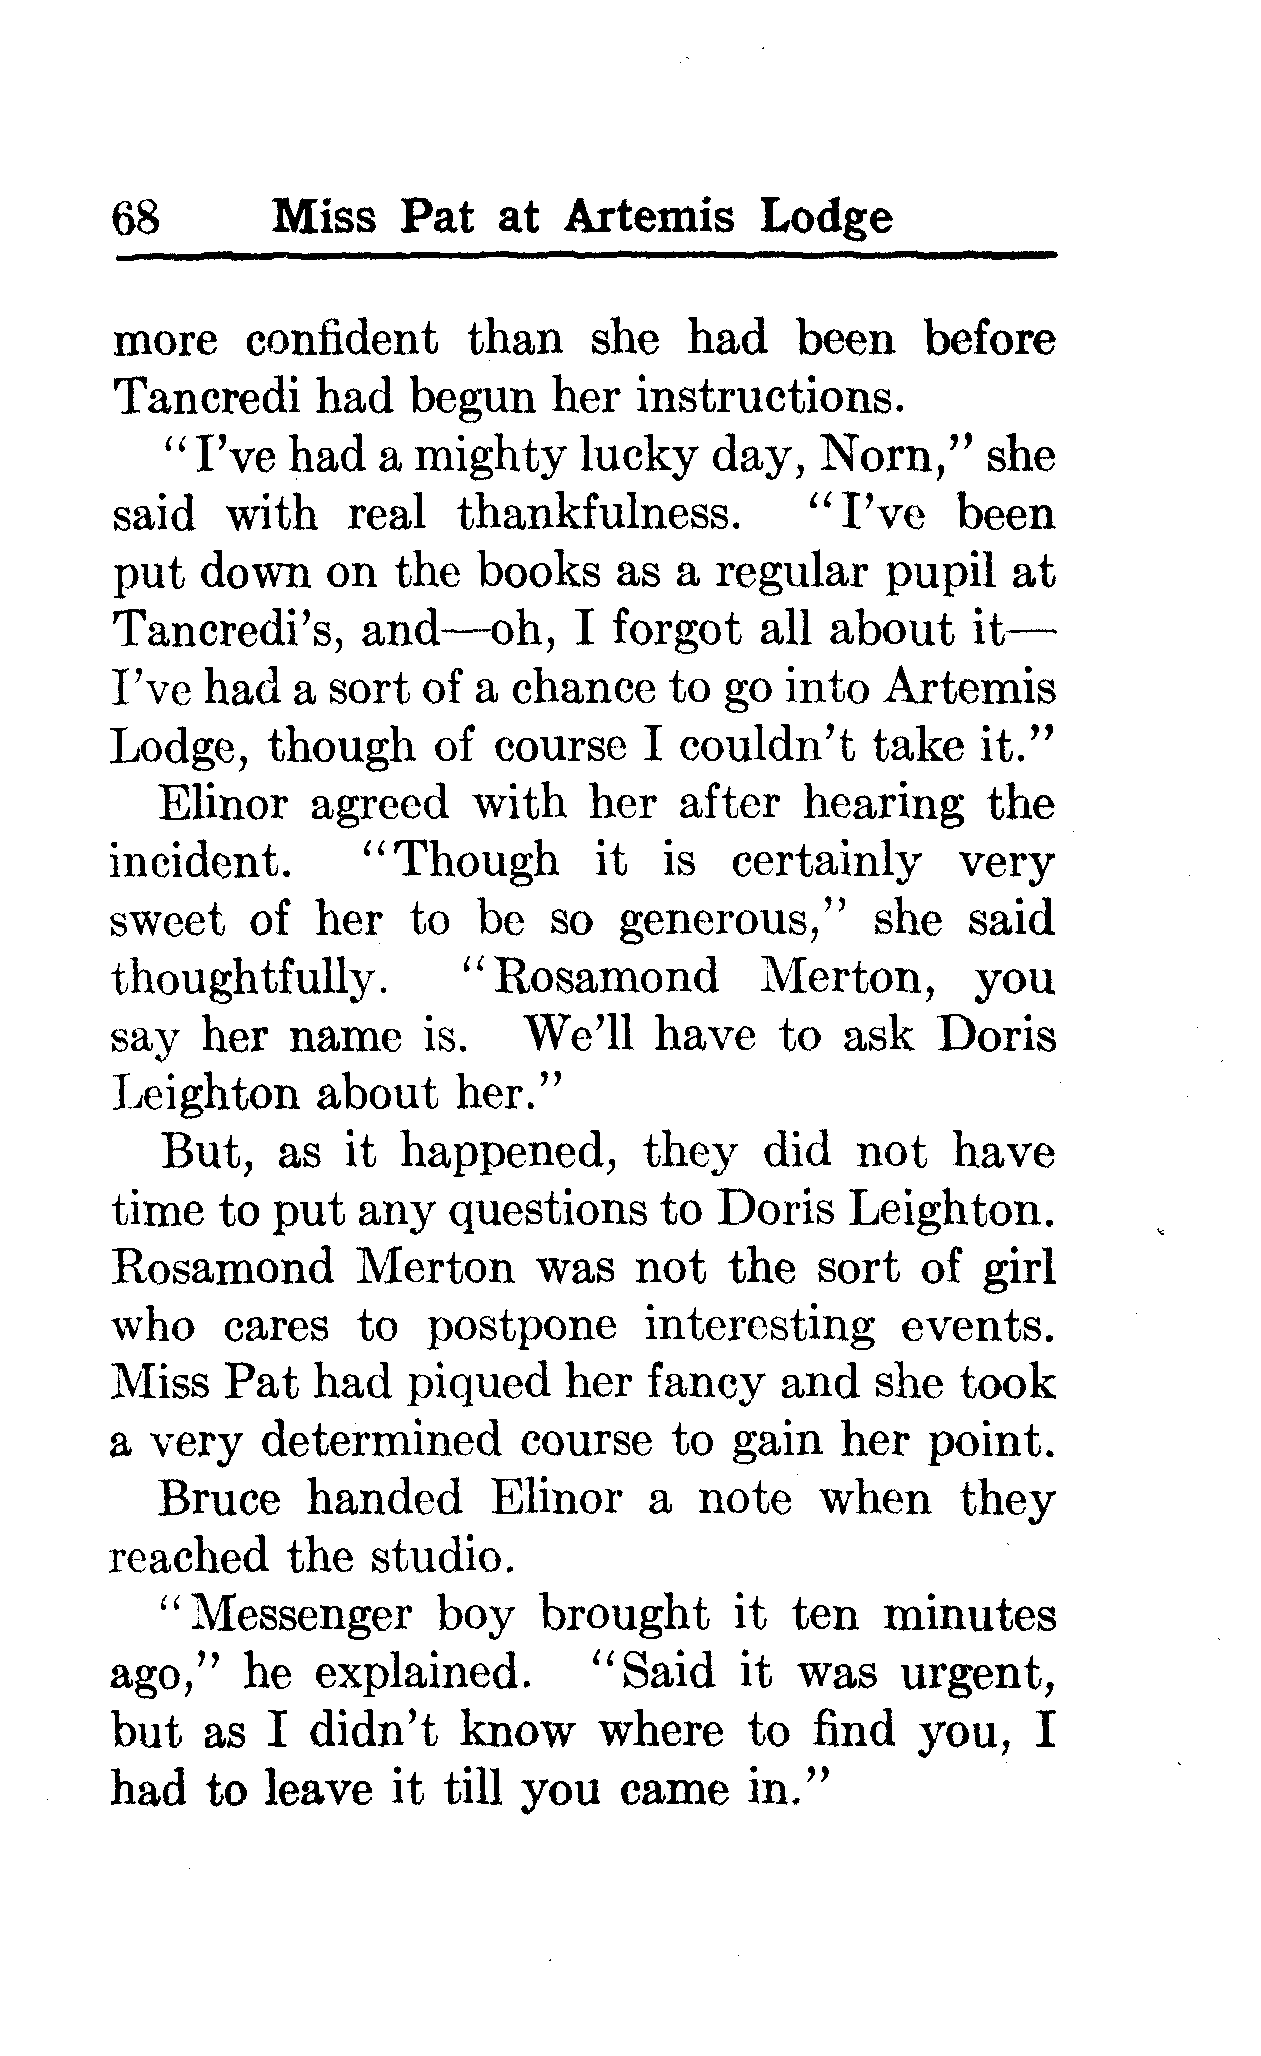 68 Miss Pat at Artemis Lodge
more confident than she had been before
Tancredi had begun her instructions.
"I've had a mighty lucky day, Norn," she
said with real thankfulness. "I've been
put down on the books as a regular pupil at
Tancredi's, and—oh, I forgot all about it—
I've had a sort of a chance to go into Artemis
Lodge, though of course I couldn't take it."
Elinor agreed with her after hearing the
incident. "Though it is certainly very
sweet of her to be so generous," she said
thoughtfully. "Rosamond Merton, you
say her name is. We'll have to ask Doris
Leighton about her."
But, as it happened, they did not have
time to put any questions to Doris Leighton.
Rosamond Merton was not the sort of girl
who cares to postpone interesting events.
Miss Pat had piqued her fancy and she took
a very determined course to gain her point.
Bruce handed Elinor a note when they
reached the studio.
"Messenger boy brought it ten minutes
ago," he explained. "Said it was urgent,
but as I didn't know where to find you, I
had to leave it till you came in."